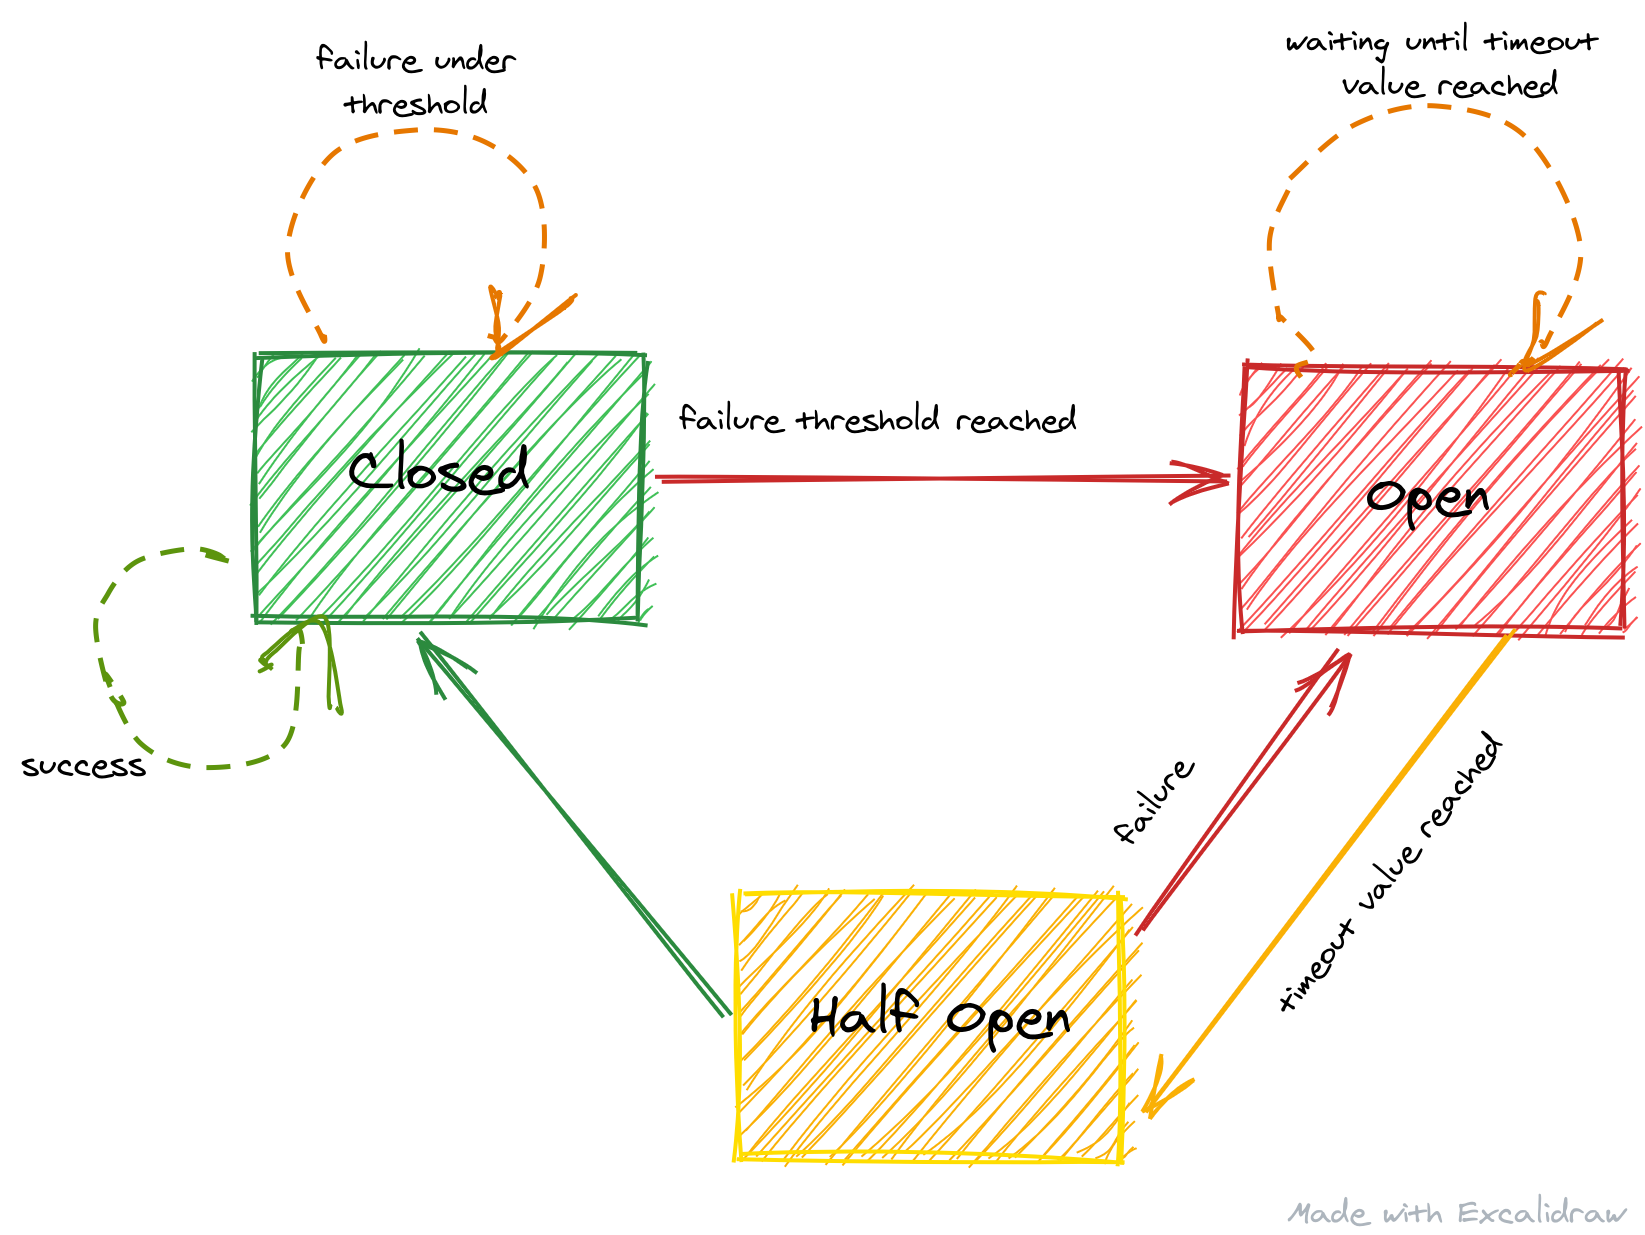 failure under
threshold
waiting until timeout
value reached
Closed
failure threshold reached
Open
success
failure
timeout value reached
Half Open
Made with Excalidraw